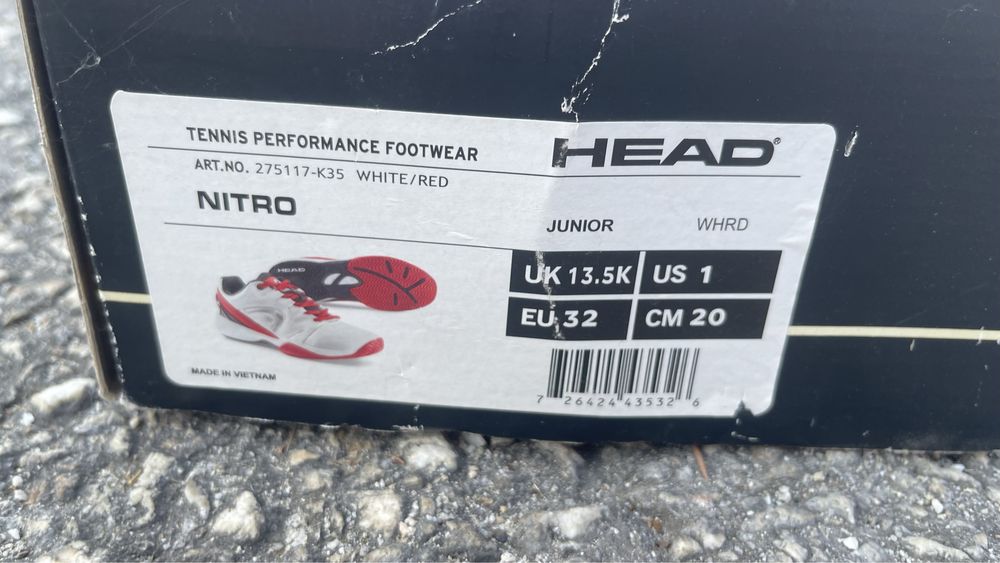 TENNIS PERFORMANCE FOOTWEAR
HEAD®
ART.NO. 275117-K35 WHITE/RED
NITRO
JUNIOR WHRD
HEAD
UK 13.5K US 1
EU 32 CM 20
MADE IN VIETNAM
7 26424 43532 6